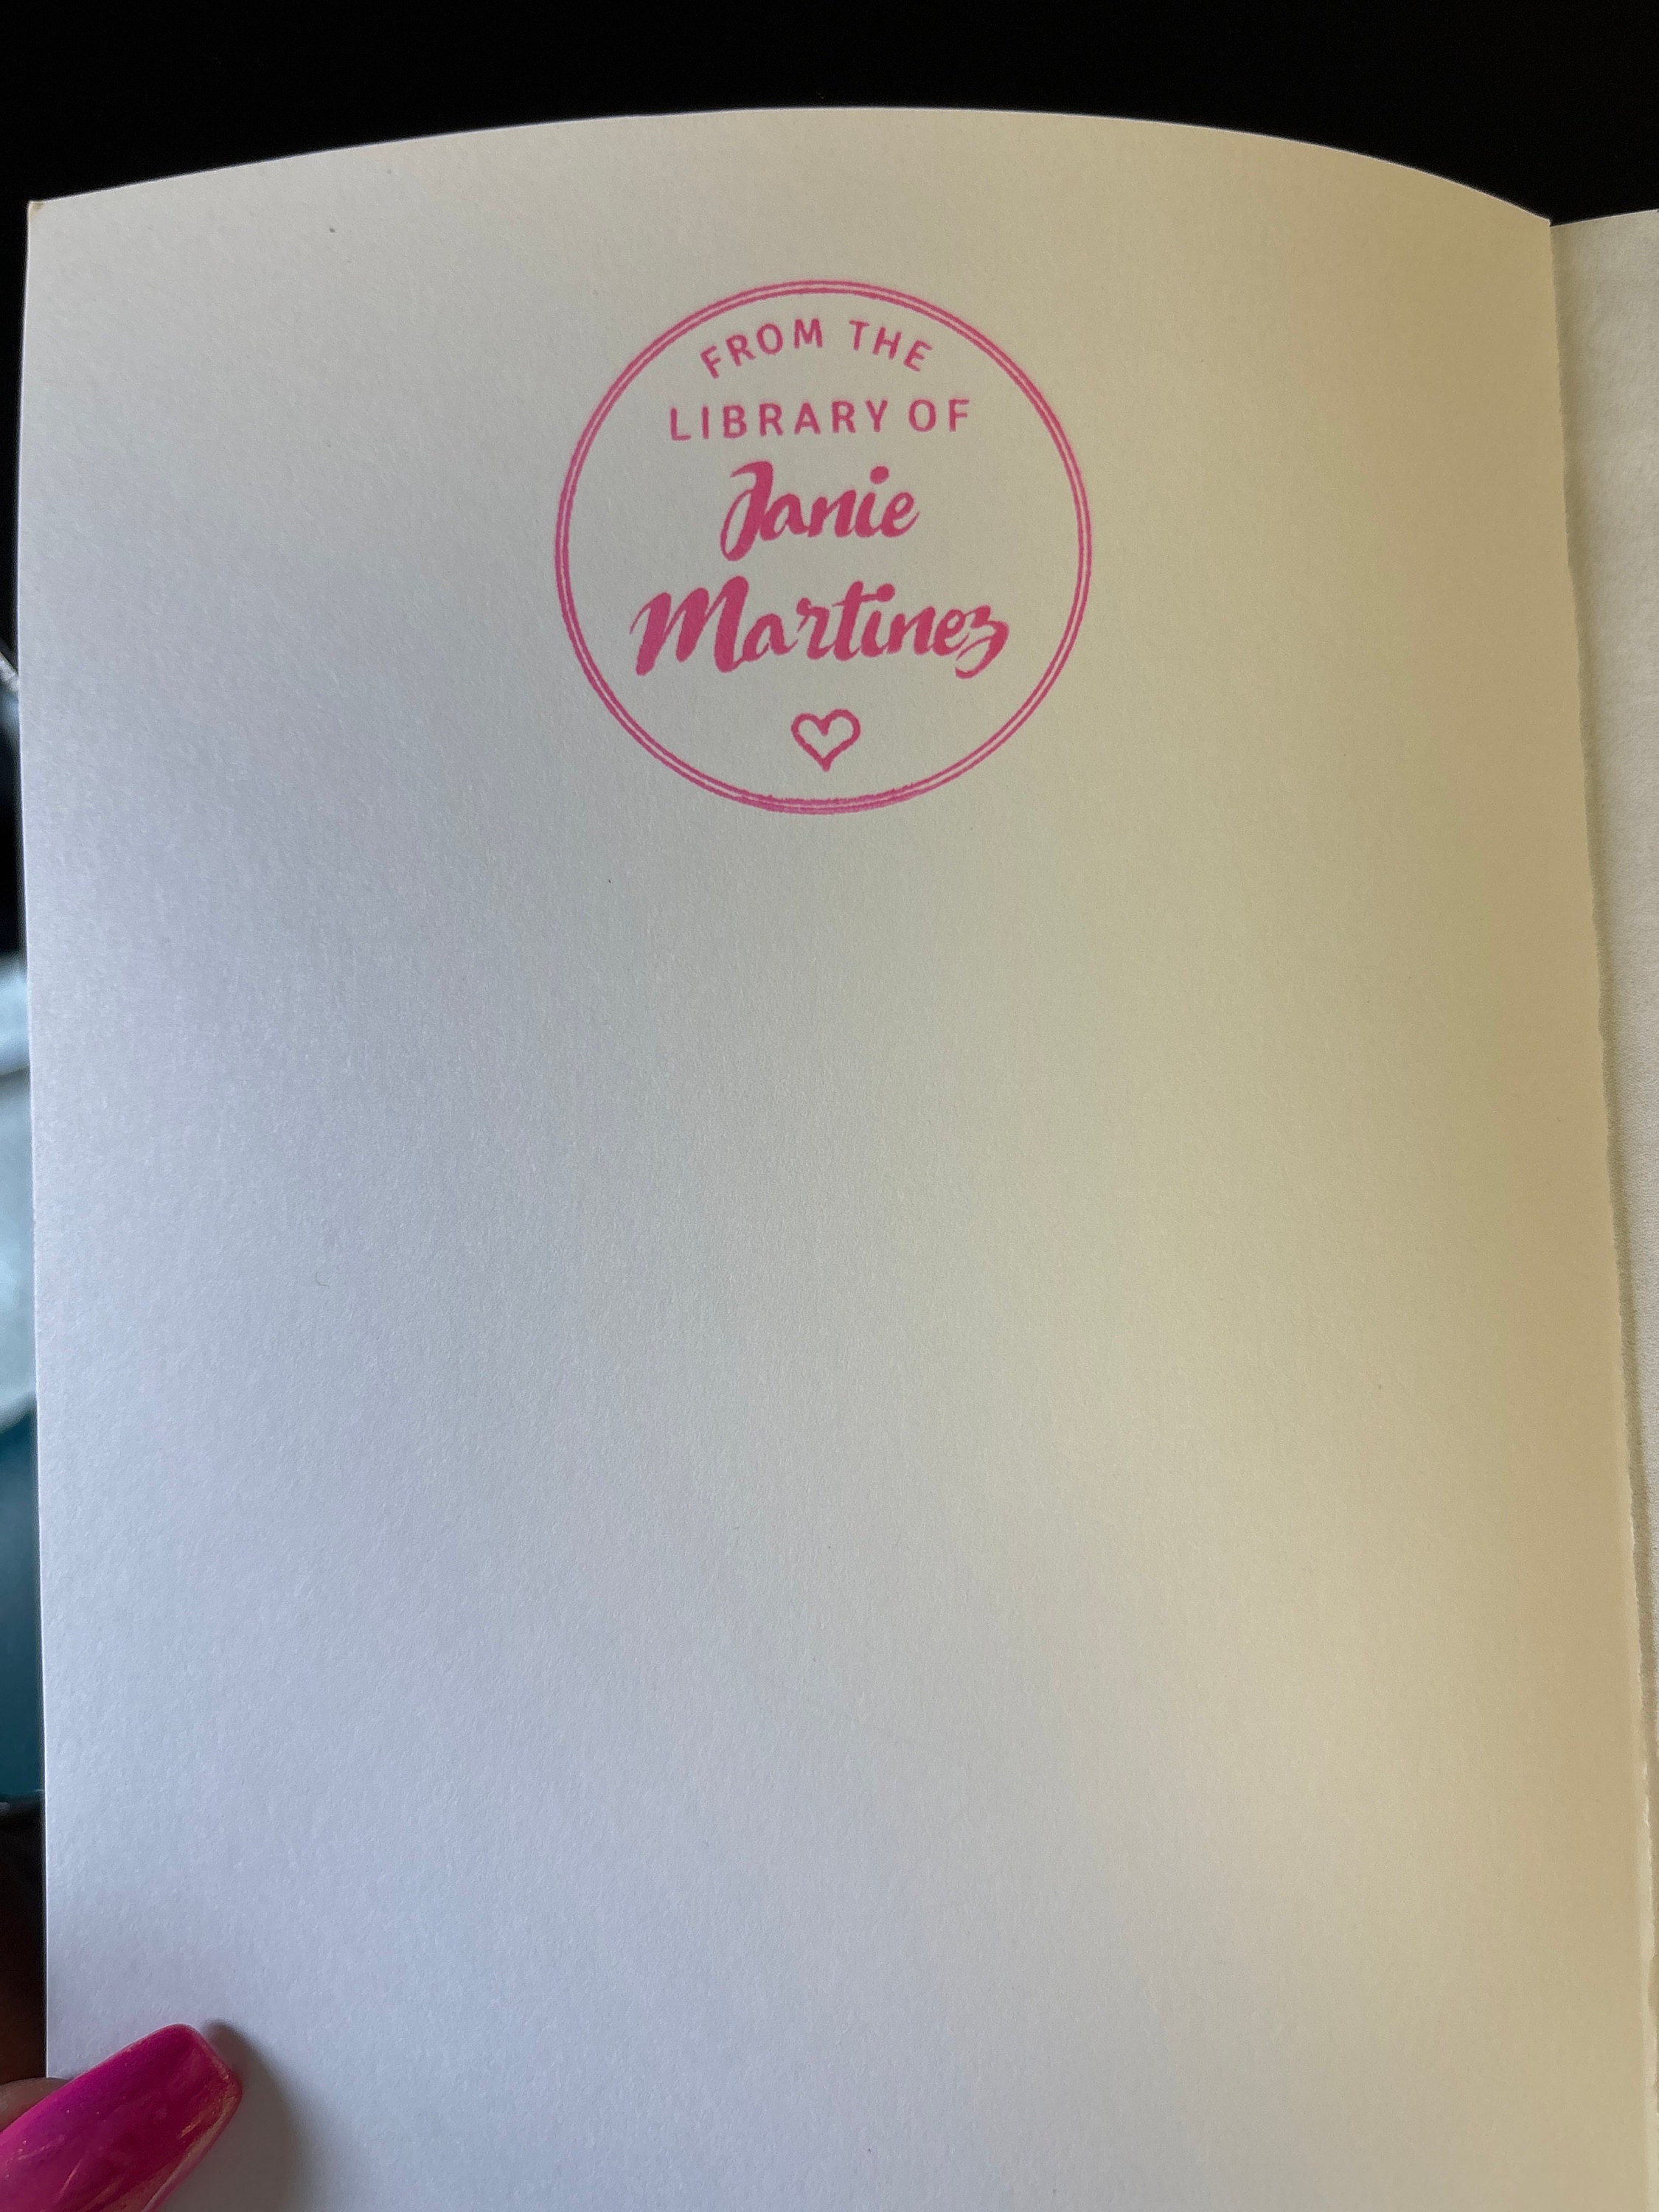 FROM THE
LIBRARY OF
Janie
Martinez